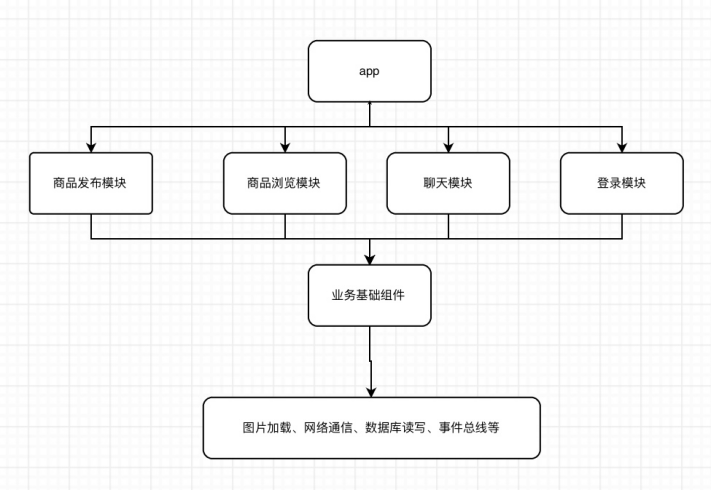 app
商品发布模块
商品浏览模块
聊天模块
登录模块
业务基础组件
图片加载、网络通信、数据库读写、事件总线等